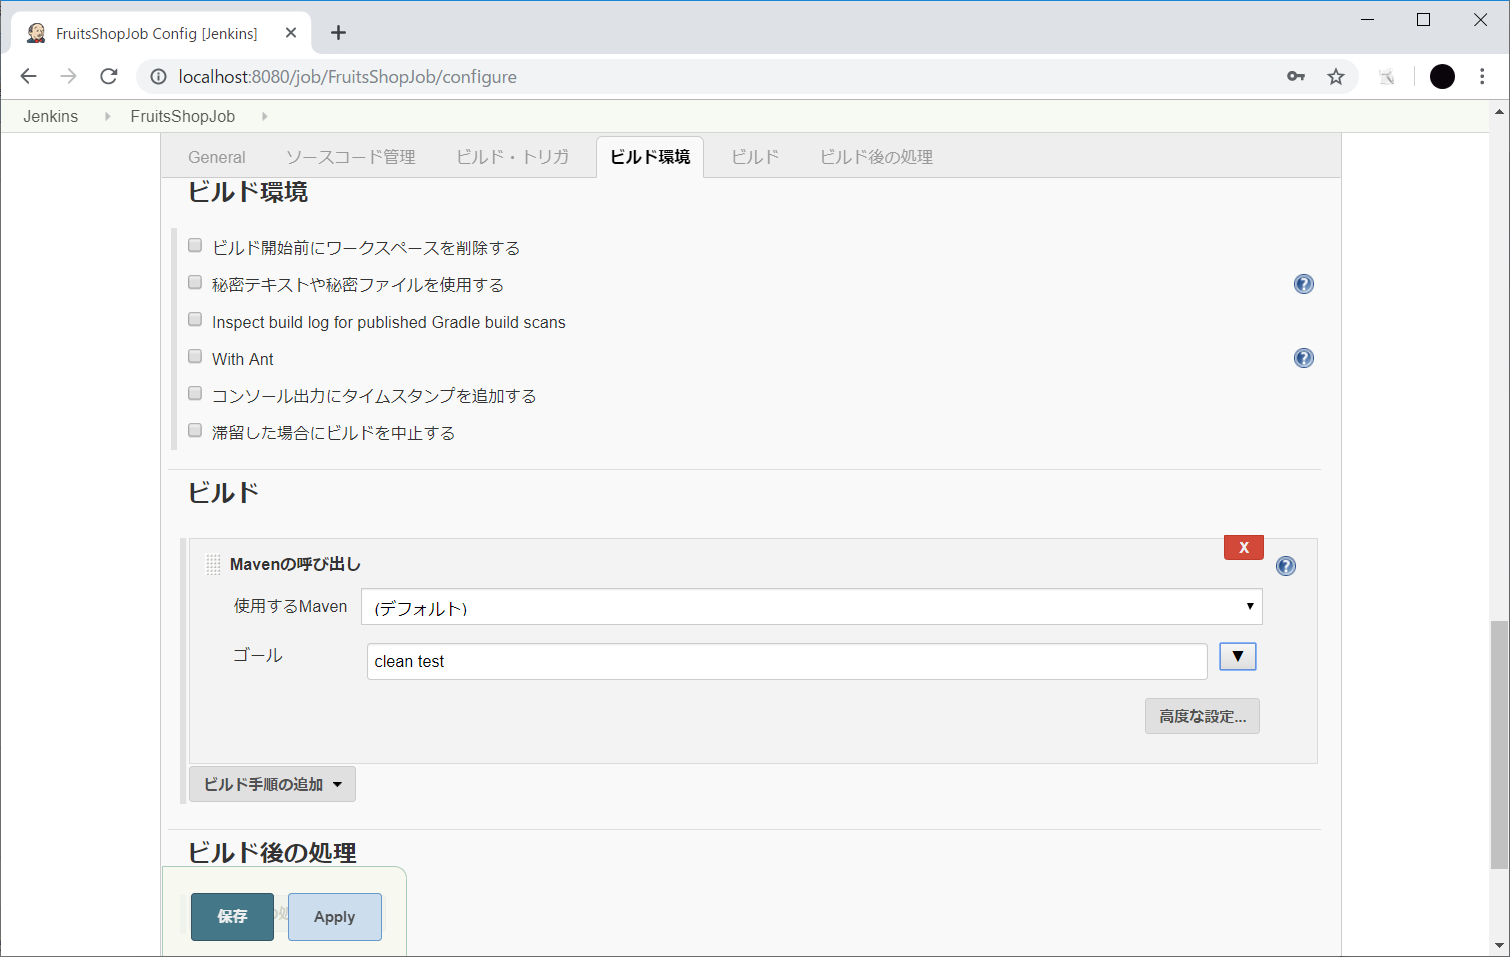 FruitsShopJob Config [Jenkins]
localhost:8080/job/FruitsShopJob/configure
Jenkins FruitsShopJob
General ソースコード管理 ビルド・トリガ ビルド環境 ビルド ビルド後の処理
ビルド環境
ビルド開始前にワークスペースを削除する
秘密テキストや秘密ファイルを使用する
Inspect build log for published Gradle build scans
With Ant
コンソール出力にタイムスタンプを追加する
滞留した場合にビルドを中止する
ビルド
X
Mavenの呼び出し
使用するMaven (デフォルト)
ゴール clean test
高度な設定...
ビルド手順の追加
ビルド後の処理
保存 Apply